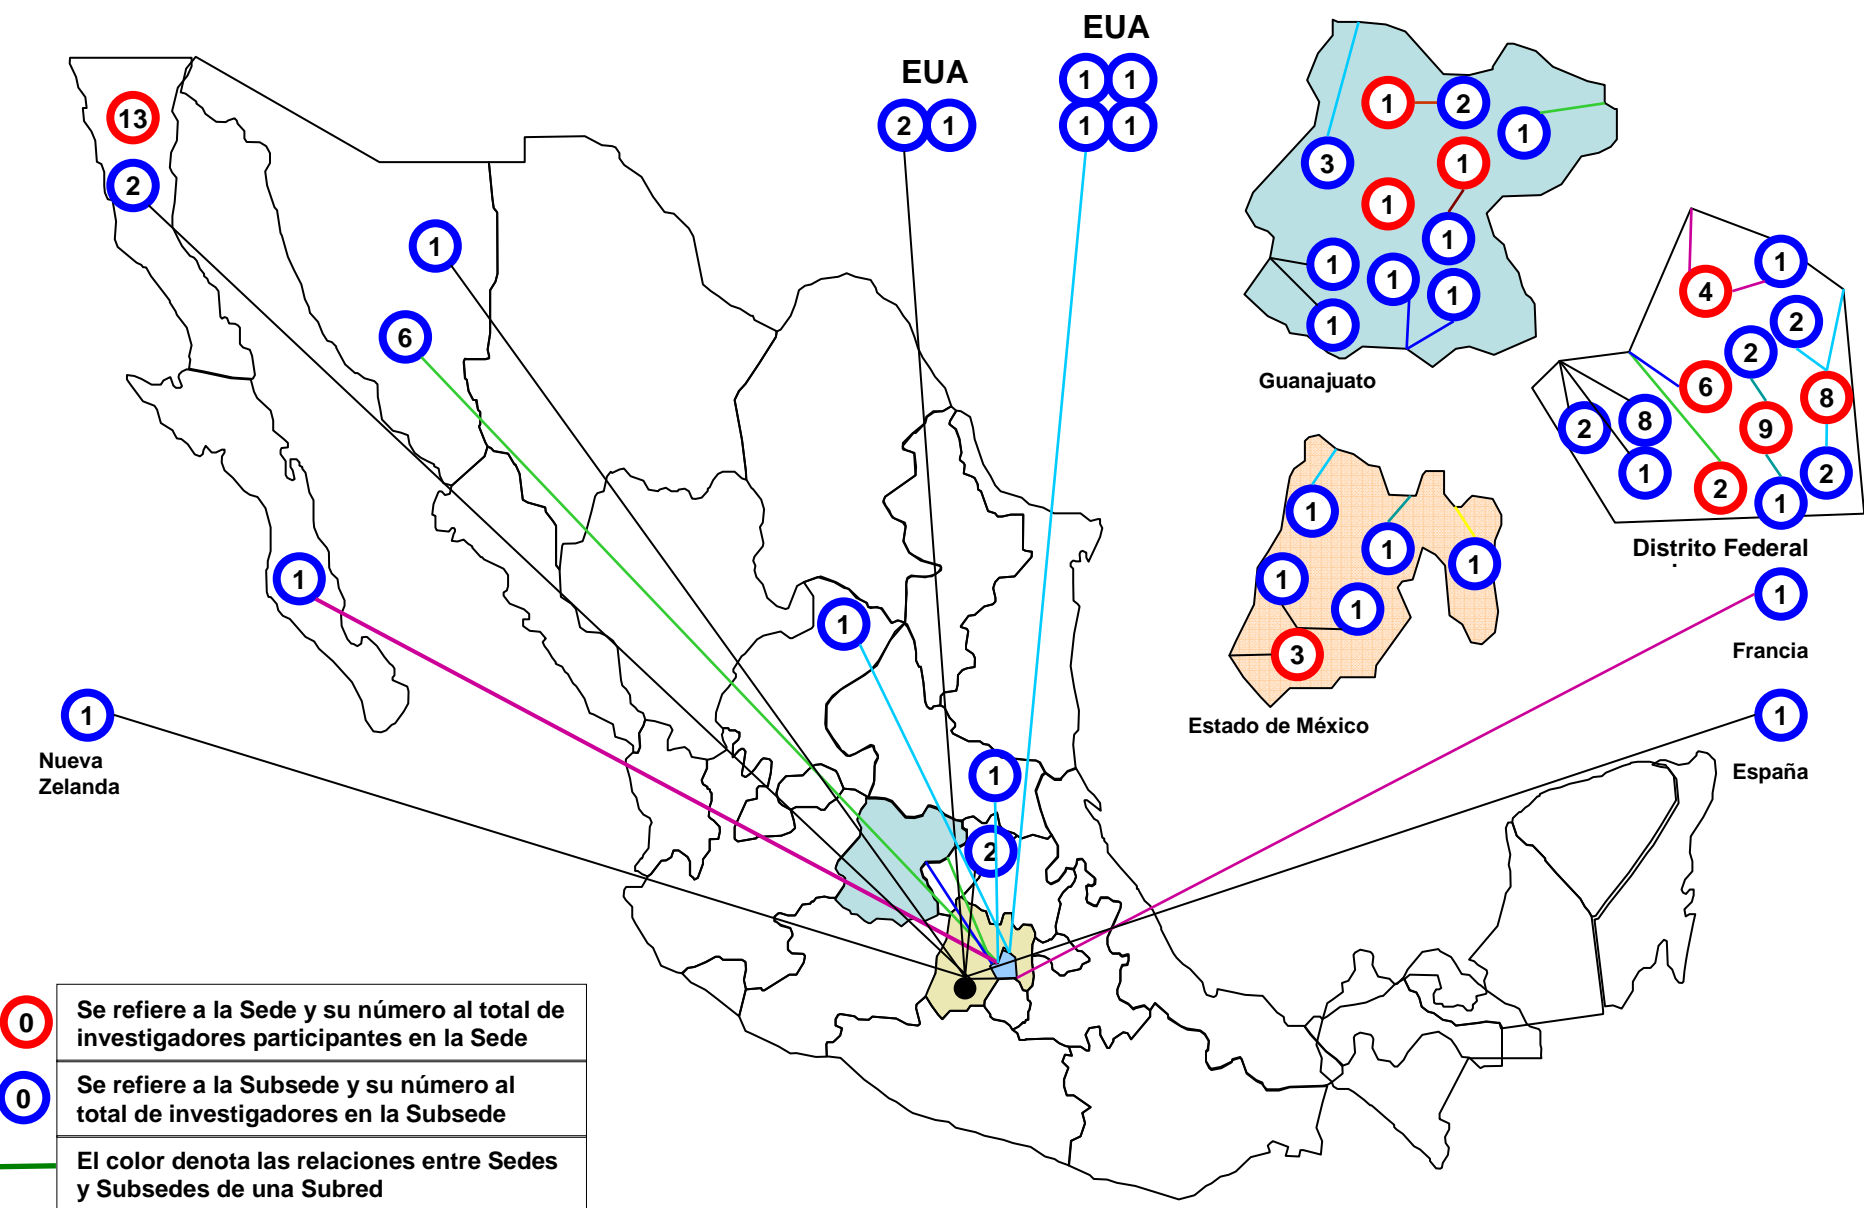 EUA
EUA
1 1
1 1
2 1
13
2
1
6
1
1
1
2
1
Nueva
Zelanda
1 2
1
3
1
1
1
1
1
1
1
Guanajuato
1
4
2
2
6
8
8
2
9
1
2
2
1
Distrito Federal
1
1
1
1
1
3
Estado de México
1
Francia
1
España
0 Se refiere a la Sede y su número al total de
investigadores participantes en la Sede
0 Se refiere a la Subsede y su número al
total de investigadores en la Subsede
El color denota las relaciones entre Sedes
y Subsedes de una Subred